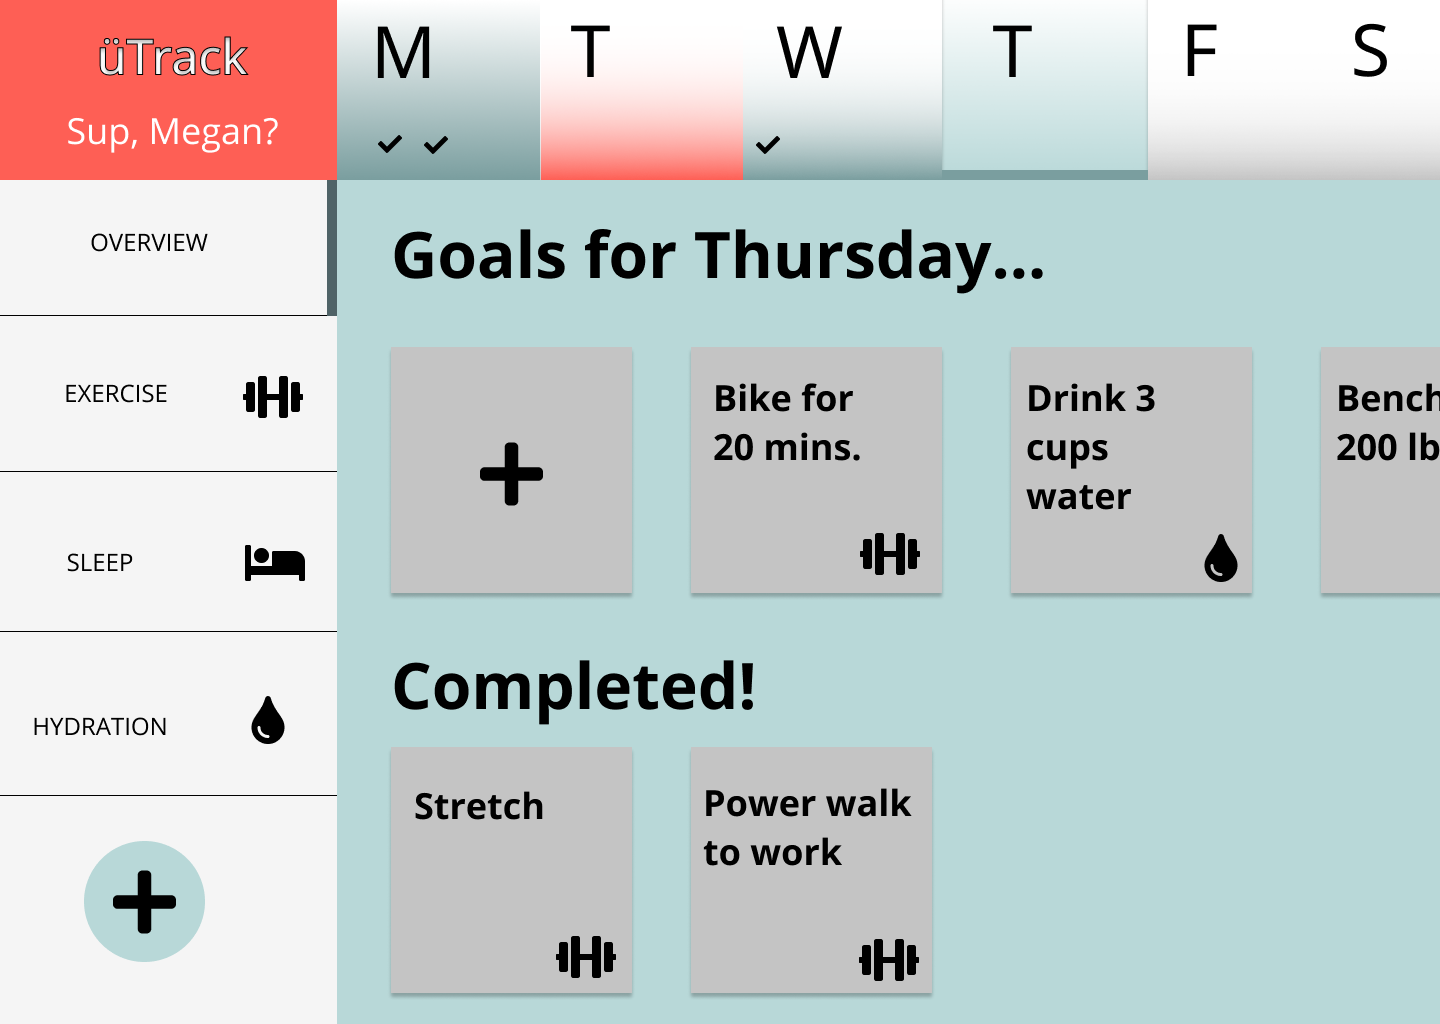 üTrack
Sup, Megan?
M T W T F S
OVERVIEW
EXERCISE
SLEEP
HYDRATION
Goals for Thursday...
Bike for
20 mins.
Drink 3
cups
water
Bench
200 lb
Completed!
Stretch
Power walk
to work